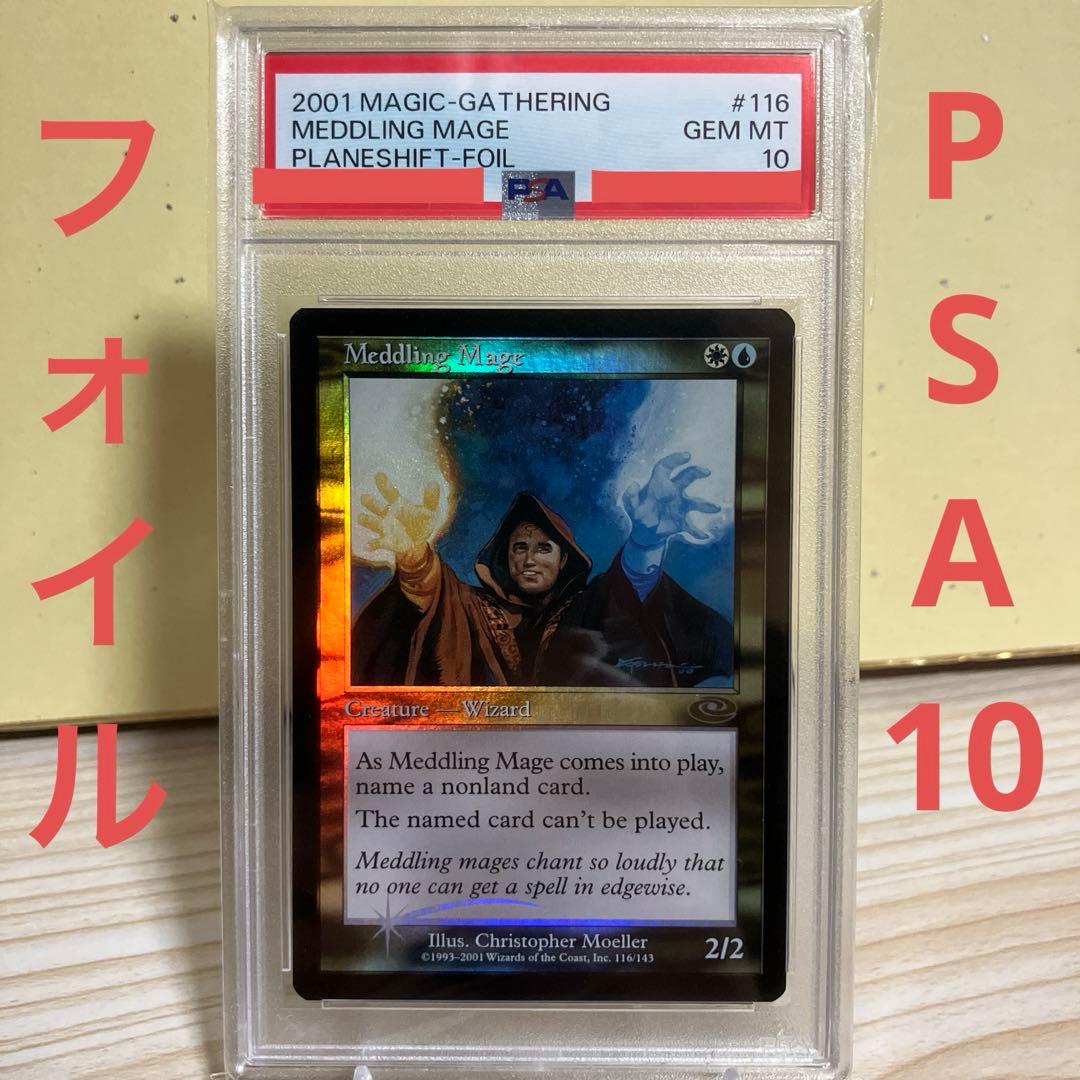 2001 MAGIC-GATHERING #116
MEDDLING MAGE GEM MT
PLANESHIFT-FOIL 10
PSA
フォイル
PSA10
Meddling Mage
Creature — Wizard
As Meddling Mage comes into play,
name a nonland card.
The named card can't be played.
Meddling mages chant so loudly that
no one can get a spell in edgewise.
Illus. Christopher Moeller
©1993–2001 Wizards of the Coast, Inc. 116/143
2/2